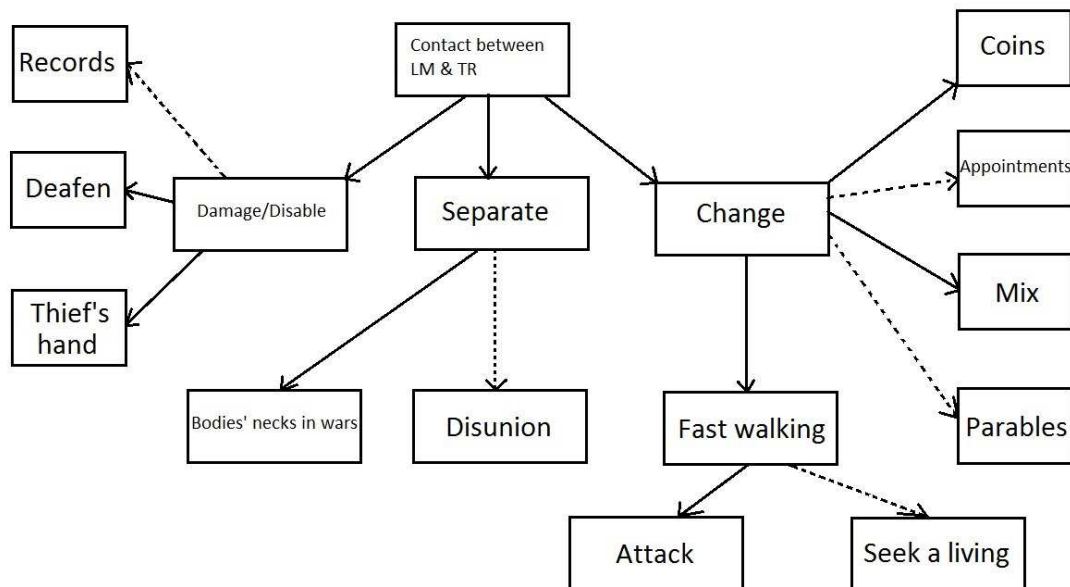 Contact between
LM & TR
Coins
Records
Appointments
Deafen
Damage/Disable
Separate
Change
Mix
Thief's
hand
Bodies' necks in wars
Disunion
Fast walking
Parables
Attack
Seek a living